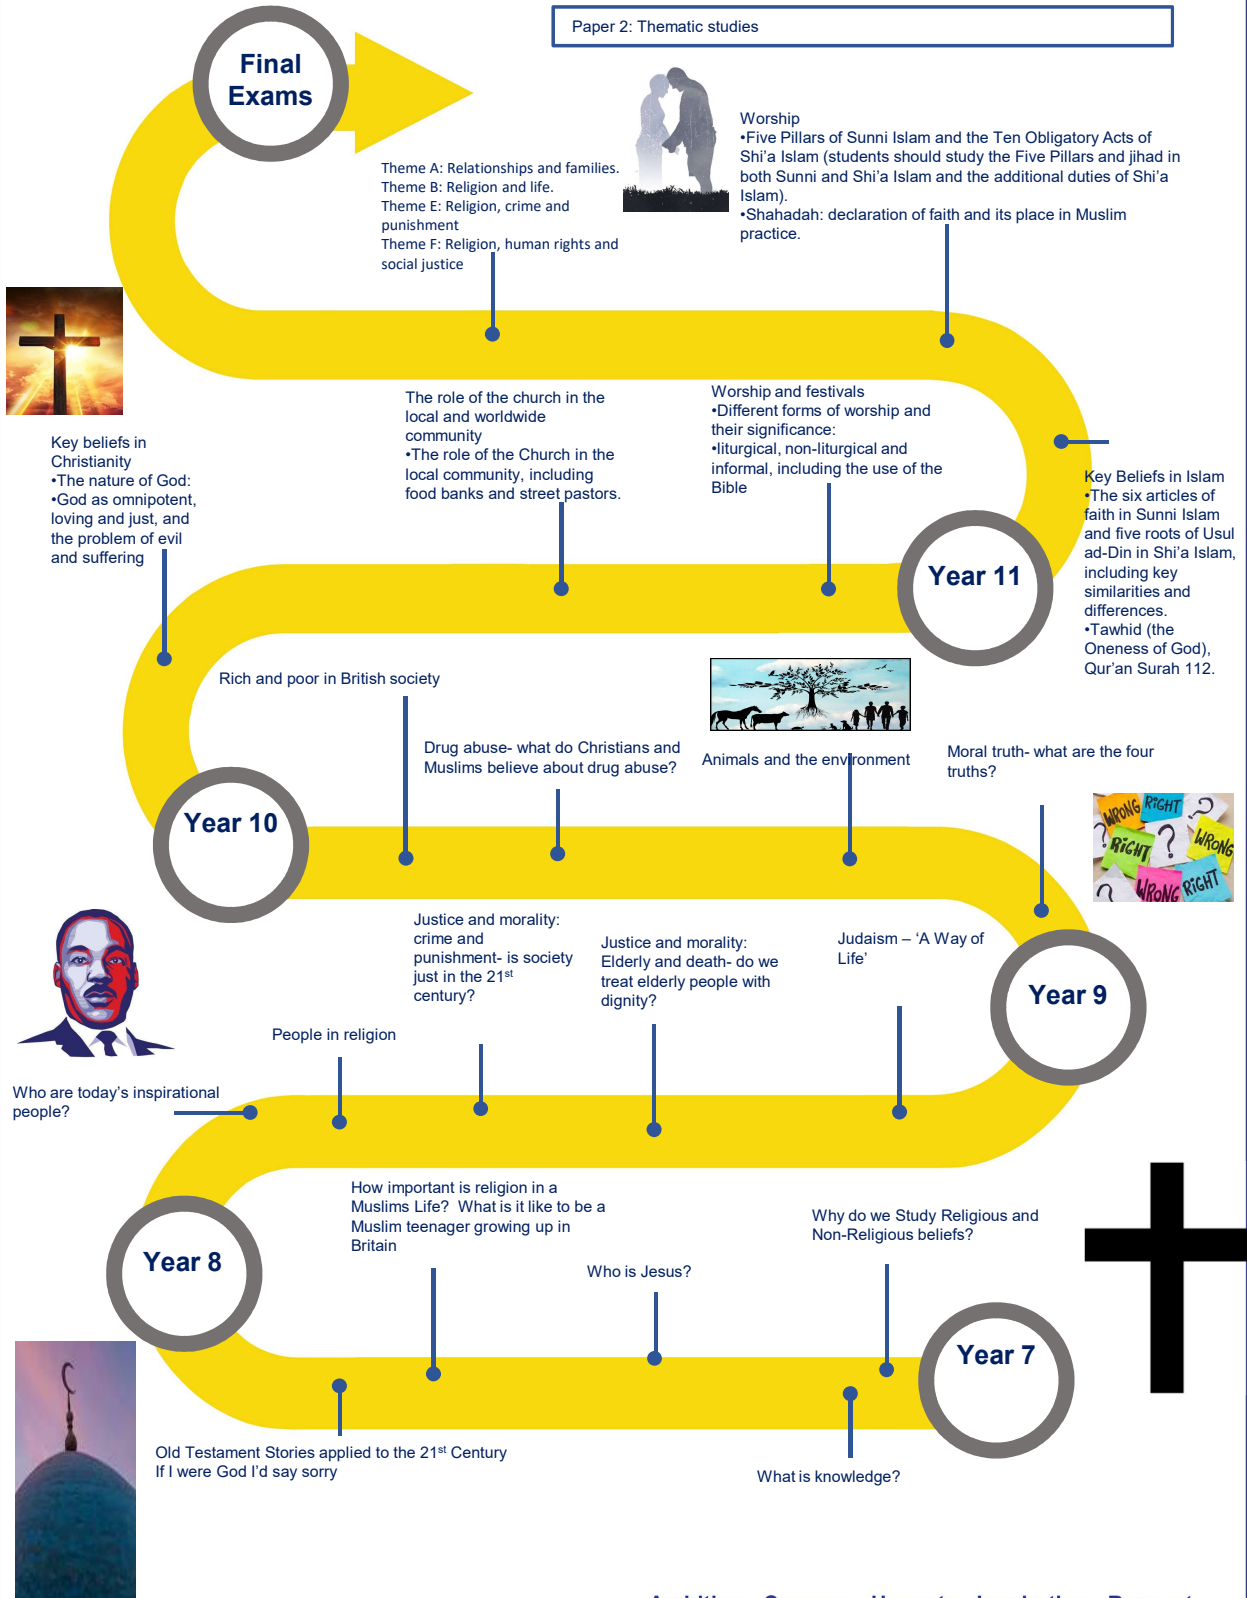 Paper 2: Thematic studies
Final
Exams
Worship
•Five Pillars of Sunni Islam and the Ten Obligatory Acts of
Shi'a Islam (students should study the Five Pillars and jihad in
both Sunni and Shi'a Islam and the additional duties of Shi'a
Islam).
•Shahadah: declaration of faith and its place in Muslim
practice.
Theme A: Relationships and families.
Theme B: Religion and life.
Theme E: Religion, crime and
punishment
Theme F: Religion, human rights and
social justice
The role of the church in the
local and worldwide
community
•The role of the Church in the
local community, including
food banks and street pastors.
Worship and festivals
•Different forms of worship and
their significance:
•liturgical, non-liturgical and
informal, including the use of the
Bible
Key beliefs in
Christianity
•The nature of God:
•God as omnipotent,
loving and just, and
the problem of evil
and suffering
Key Beliefs in Islam
•The six articles of
faith in Sunni Islam
and five roots of Usul
ad-Din in Shi'a Islam,
including key
similarities and
differences.
•Tawhid (the
Oneness of God),
Qur'an Surah 112.
Year 11
Rich and poor in British society
Drug abuse- what do Christians and
Muslims believe about drug abuse?
Animals and the environment
Moral truth- what are the four
truths?
WRONG
RIGHT
?
?
RIGHT
?
WRONG
?
WRONG
RIGHT
Year 10
Justice and morality:
crime and
punishment- is society
just in the 21st
century?
Justice and morality:
Elderly and death- do we
treat elderly people with
dignity?
Judaism – 'A Way of
Life'
Year 9
People in religion
Who are today's inspirational
people?
How important is religion in a
Muslims Life?  What is it like to be a
Muslim teenager growing up in
Britain
Why do we Study Religious and
Non-Religious beliefs?
Year 8
Who is Jesus?
Year 7
Old Testament Stories applied to the 21st Century
If I were God I'd say sorry
What is knowledge?